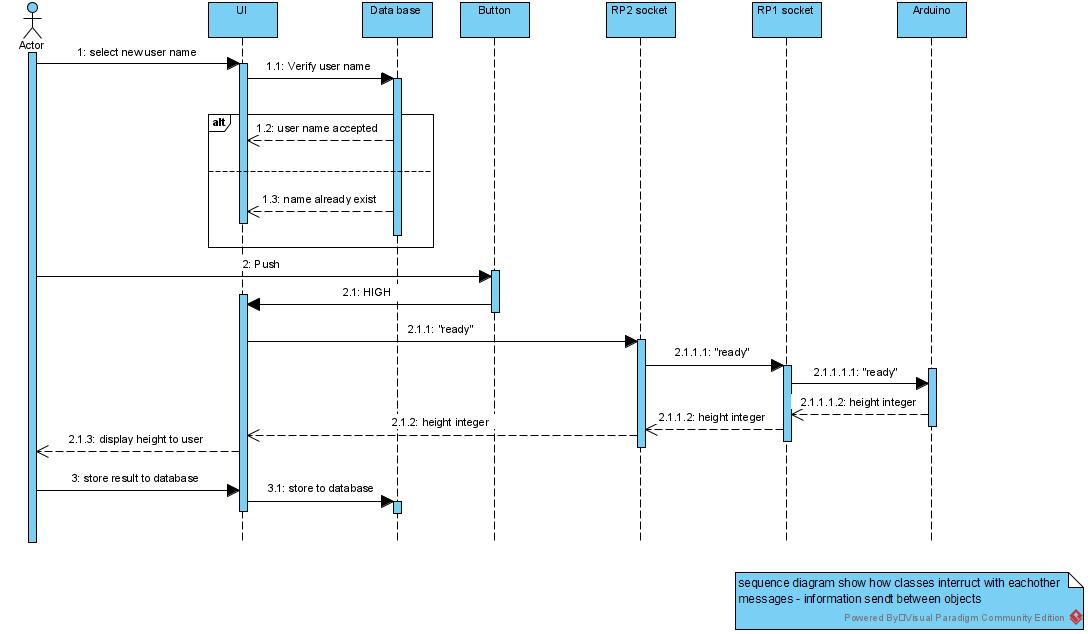 UI
Data base
Button
RP2 socket
RP1 socket
Arduino
Actor
1: select new user name
1.1: Verify user name
alt
1.2: user name accepted
1.3: name already exist
2: Push
2.1: HIGH
2.1.1: "ready"
2.1.1.1: "ready"
2.1.1.1.1: "ready"
2.1.1.1.2: height integer
2.1.1.2: height integer
2.1.2: height integer
2.1.3: display height to user
3: store result to database
3.1: store to database
sequence diagram show how classes interruct with eachother
messages - information sendt between objects
Powered By Visual Paradigm Community Edition